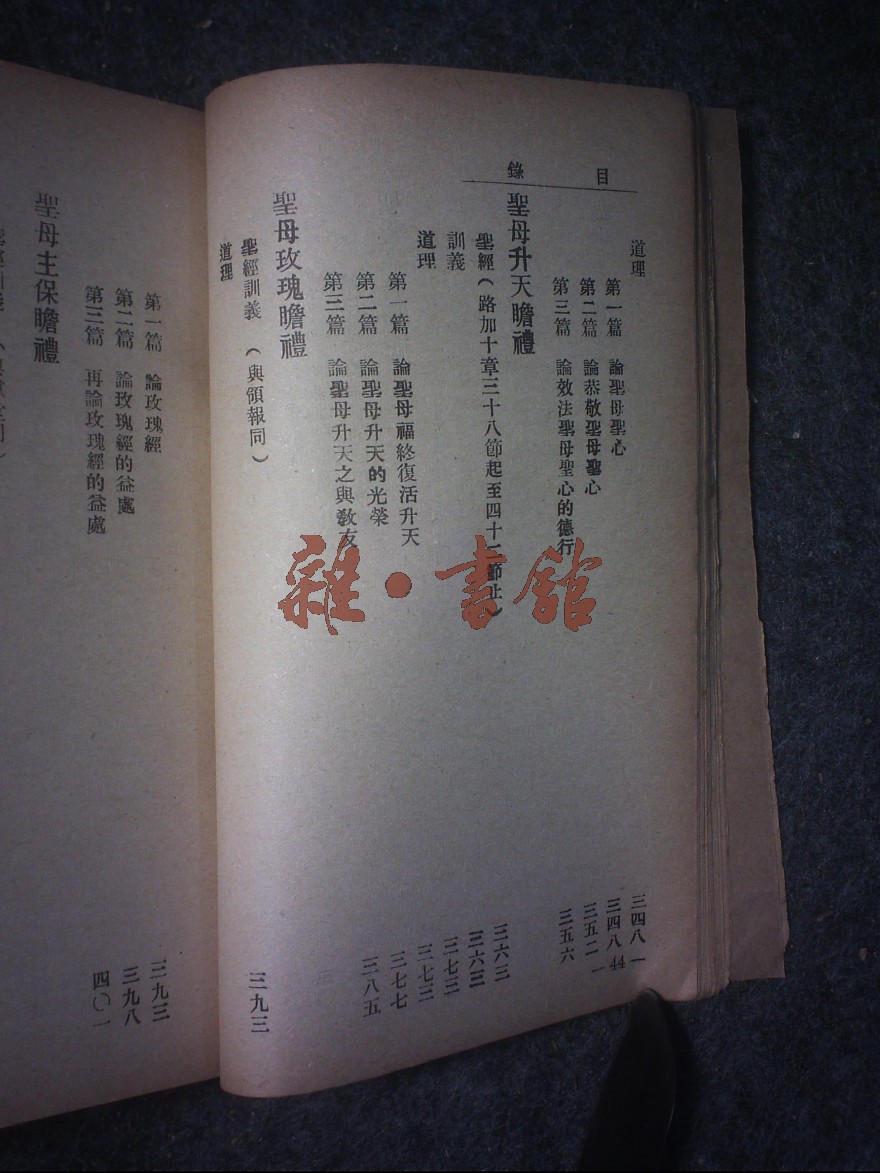 目錄
道理 三四八
第一篇 論聖母聖心 三四八
第二篇 論恭敬聖母聖心 三五二
第三篇 論效法聖母聖心的德行 三五六
聖母升天瞻禮
聖經(路加十章三十八節起至四十二節止) 三六三
訓義 三六三
道理 三七三
第一篇 論聖母福終復活升天 三七三
第二篇 論聖母升天的光榮 三七七
第三篇 論聖母升天之與教友 三八五
聖母玫瑰瞻禮
聖經訓義 (與領報同)
道理 三九三
第一篇 論玫瑰經 三九三
第二篇 論玫瑰經的益處 三九八
第三篇 再論玫瑰經的益處 四〇一
聖母主保瞻禮
雜·書館